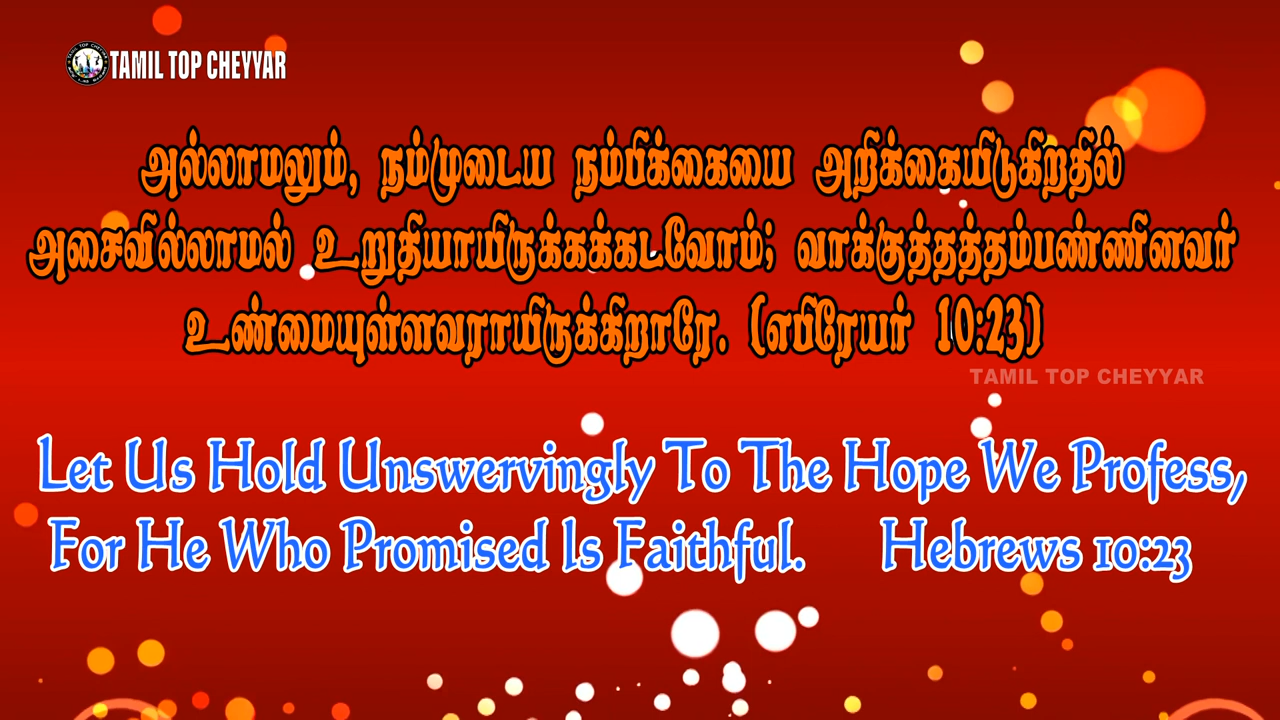 TAMIL TOP CHEYYAR
அல்லாமலும், நம்முடைய நம்பிக்கையை அறிக்கையிடுகிறதில்
அசைவில்லாமல் உறுதியாயிருக்கக்கடவோம்; வாக்குத்தத்தம்பண்ணினவர்
உண்மையுள்ளவராயிருக்கிறாரே. (எபிரேயர் 10:23)
TAMIL TOP CHEYYAR
Let Us Hold Unswervingly To The Hope We Profess,
For He Who Promised Is Faithful. Hebrews 10:23